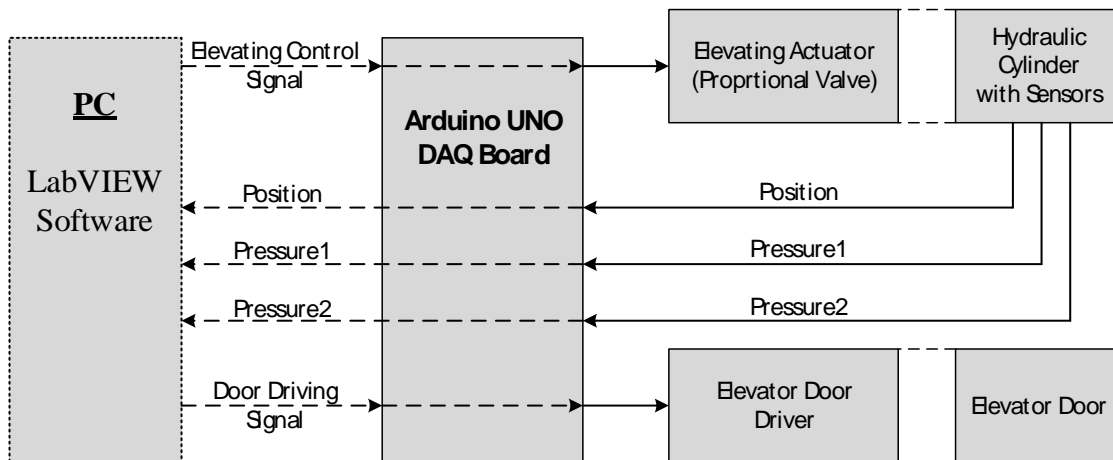 PC
LabVIEW
Software
Elevating Control
Signal
Position
Pressure1
Pressure2
Door Driving
Signal
Arduino UNO
DAQ Board
Elevating Actuator
(Proprtional Valve)
Hydraulic
Cylinder
with Sensors
Position
Pressure1
Pressure2
Elevator Door
Driver
Elevator Door